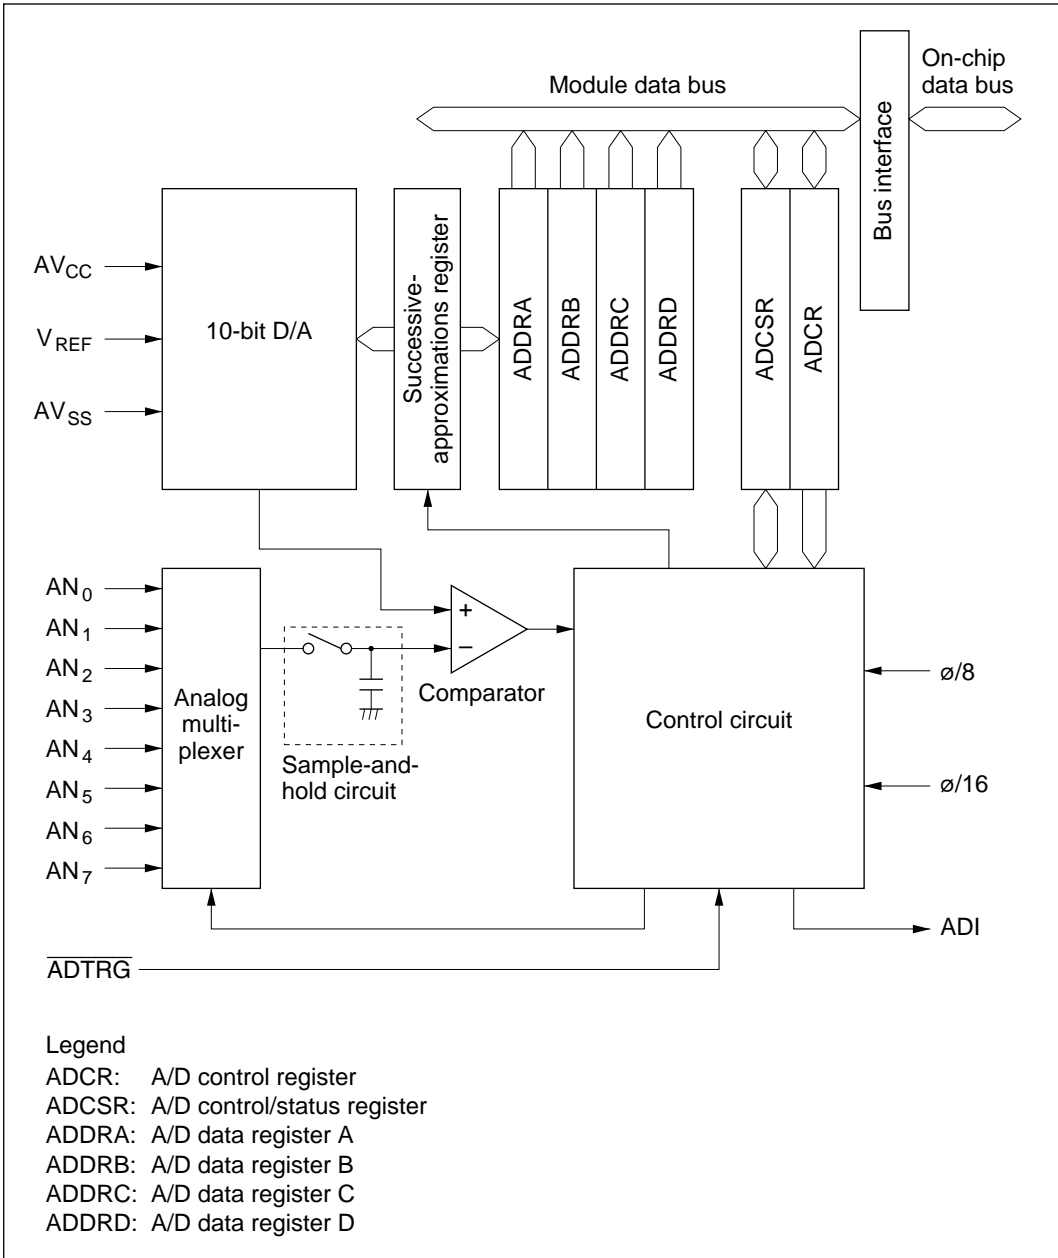 On-chip
data bus
Module data bus
Bus interface
AVCC
VREF
AVSS
10-bit D/A
Successive-
approximations register
ADDRA
ADDRB
ADDRC
ADDRD
ADCSR
ADCR
AN0
AN1
AN2
AN3
AN4
AN5
AN6
AN7
Analog
multi-
plexer
Sample-and-
hold circuit
+
−
Comparator
Control circuit
ø/8
ø/16
ADI
ADTRG
Legend
ADCR: A/D control register
ADCSR: A/D control/status register
ADDRA: A/D data register A
ADDRB: A/D data register B
ADDRC: A/D data register C
ADDRD: A/D data register D